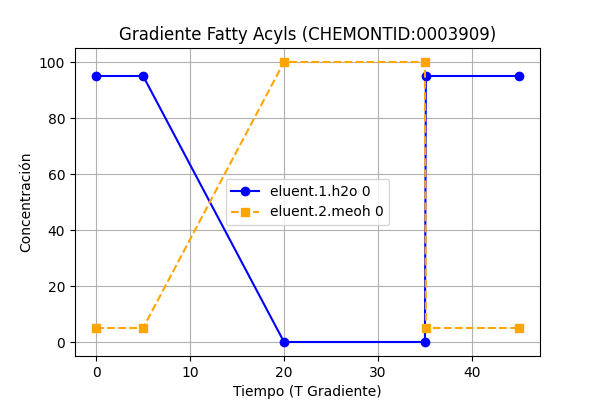 Gradiente Fatty Acyls (CHEMONTID:0003909)
100
80
60
40
20
0
Concentración
eluent.1.h2o 0
eluent.2.meoh 0
0 10 20 30 40
Tiempo (T Gradiente)